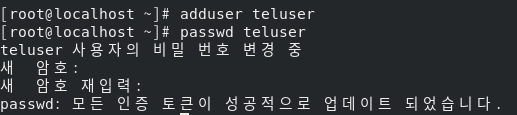 [root@localhost ~]# adduser teluser
[root@localhost ~]# passwd teluser
teluser 사용자의 비밀 번호 변경 중
새 암호:
새 암호 재입력:
passwd: 모든 인증 토큰이 성공적으로 업데이트 되었습니다.